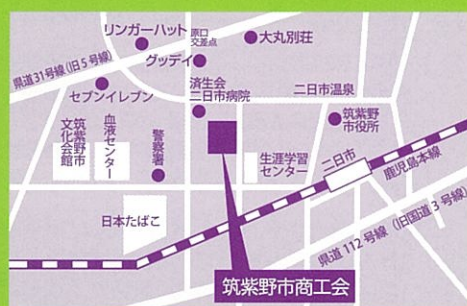 リンガーハット
原口
交差点
大丸別荘
県道31号線(旧5号線)
グッデイ
セブンイレブン
済生会
二日市病院
二日市温泉
筑紫野市
文化会館
血液センター
警察署
筑紫野
市役所
生涯学習
センター
二日市
鹿児島本線
日本たばこ
県道112号線(旧国道3号線)
筑紫野市商工会